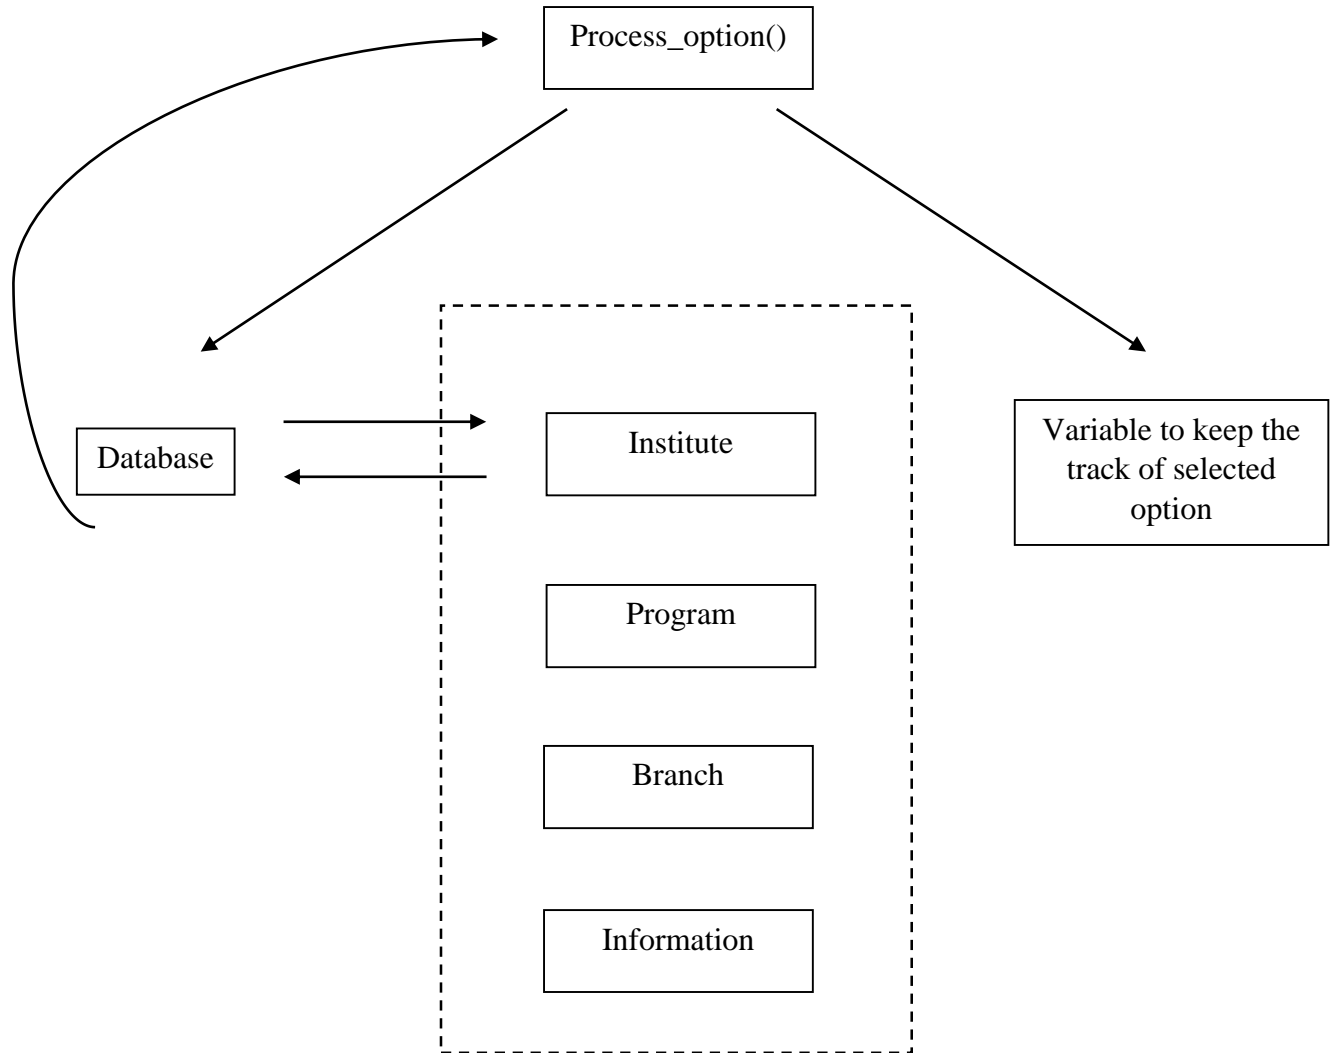 Process_option()
Database
Institute
Variable to keep the
track of selected
option
Program
Branch
Information